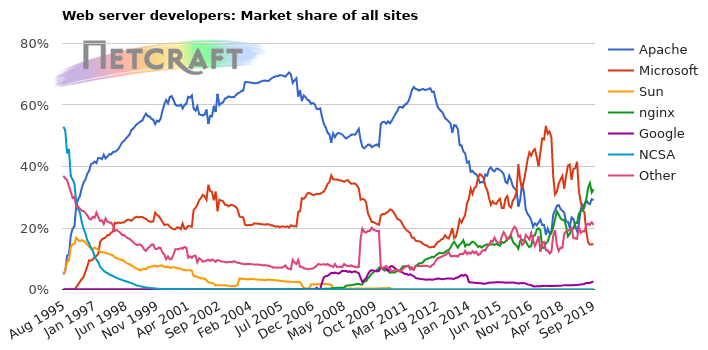 Web server developers: Market share of all sites
NETCRAFT
80%
60%
40%
20%
0%
Apache
Microsoft
Sun
nginx
Google
NCSA
Other
Aug 1995
Jan 1997
Jun 1998
Nov 1999
Apr 2001
Sep 2002
Feb 2004
Jul 2005
Dec 2006
May 2008
Oct 2009
Mar 2011
Aug 2012
Jan 2014
Jun 2015
Nov 2016
Apr 2018
Sep 2019